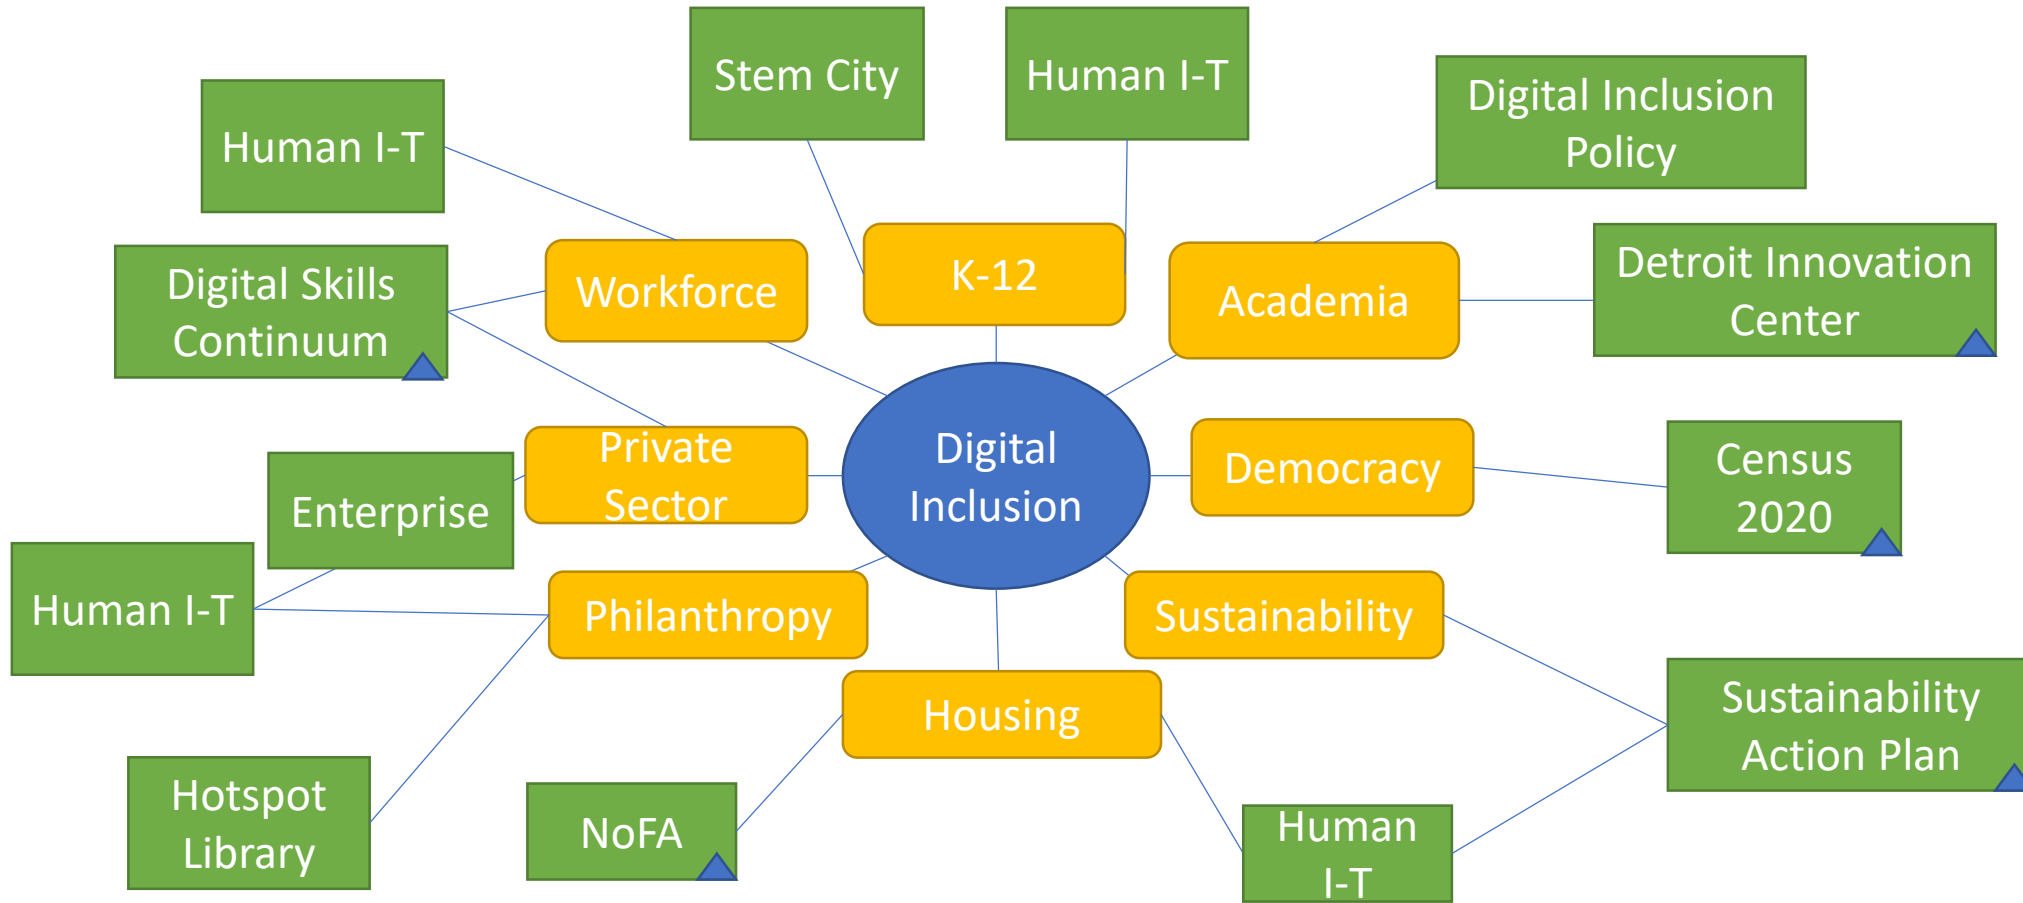 Stem City
Human I-T
Digital Inclusion
Policy
Human I-T
Workforce
K-12
Academia
Detroit Innovation
Center
Digital Skills
Continuum
Private
Sector
Digital
Inclusion
Democracy
Census
2020
Enterprise
Human I-T
Philanthropy
Sustainability
Housing
Sustainability
Action Plan
Hotspot
Library
NoFA
Human
I-T